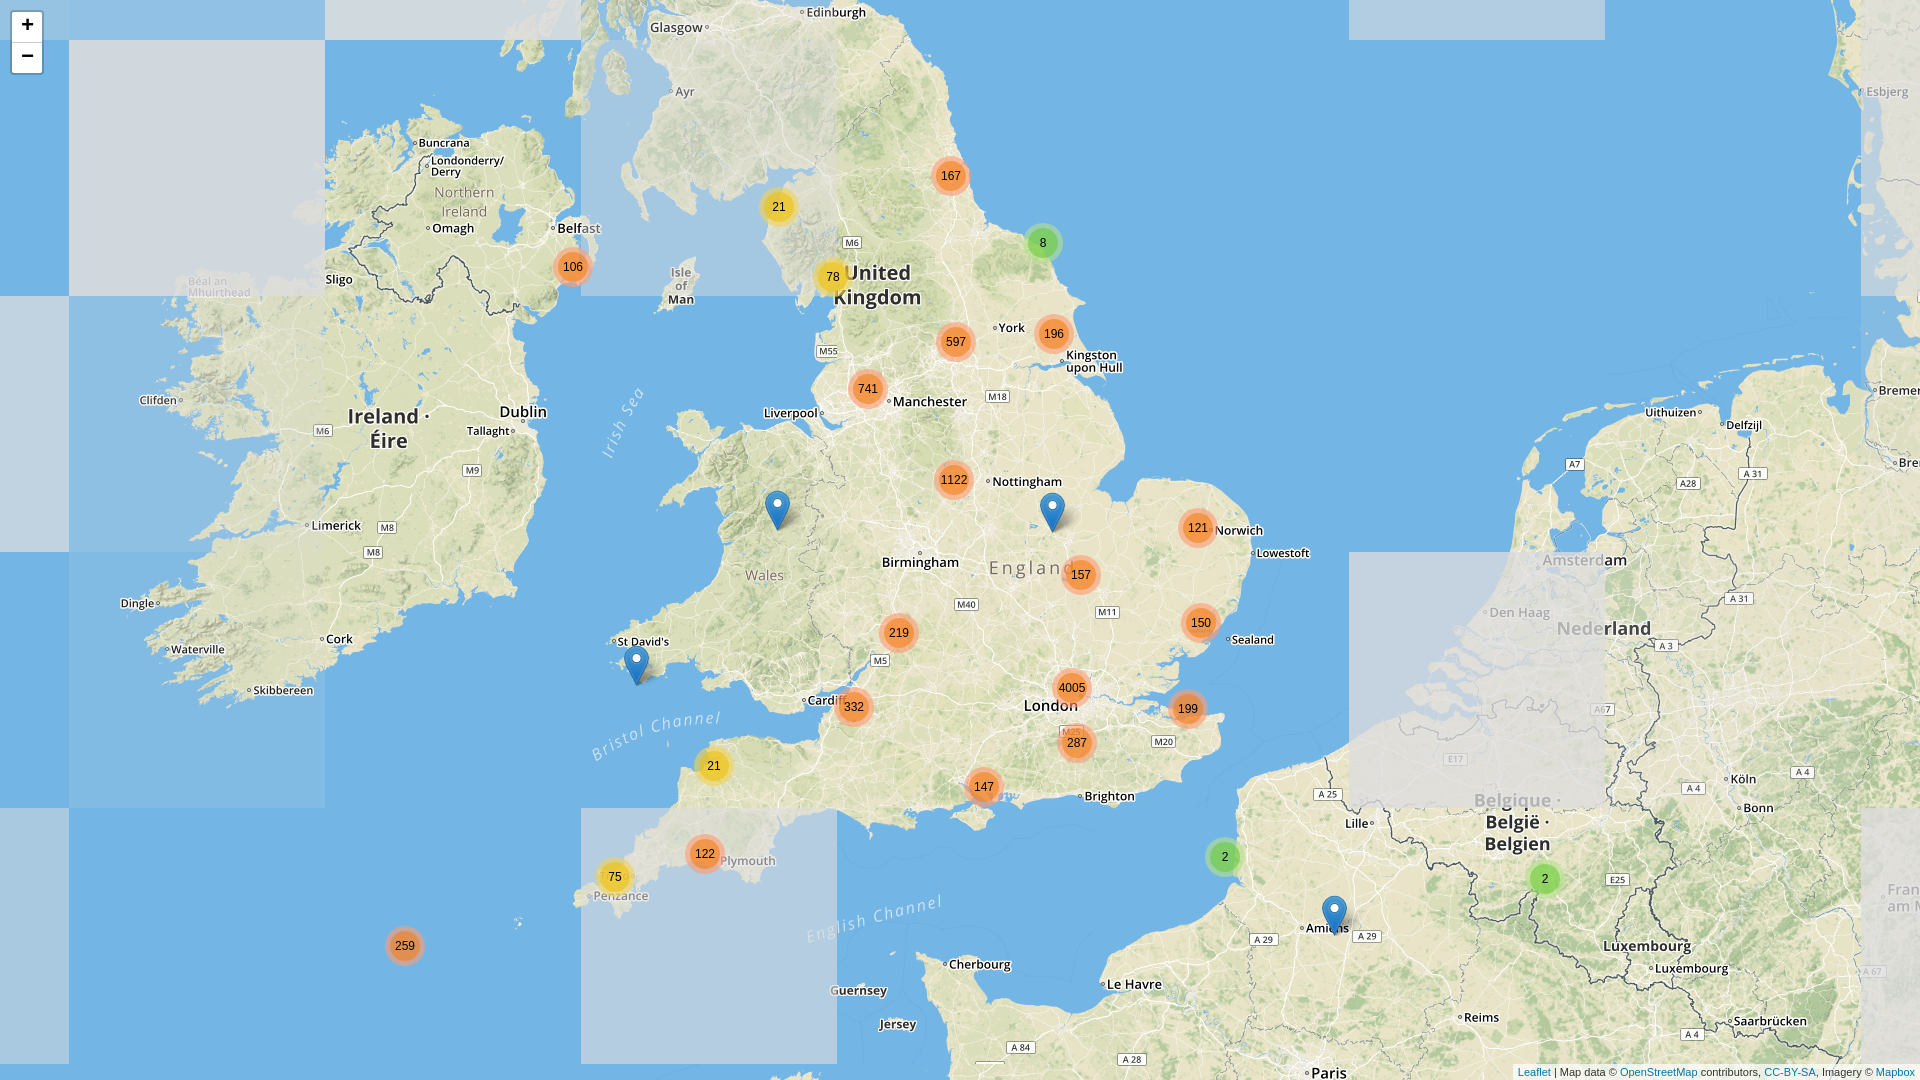 +
−
Edinburgh
Glasgow
Ayr
Esbjerg
Buncrana
Londonderry/
Derry
Northern
Ireland
167
21
Omagh
Belfast
M6
8
106
78
United
Kingdom
Isle
of
Man
Sligo
Béal an
Mhuirthead
York
196
597
M55
Kingston
upon Hull
741
Manchester
M18
Liverpool
Clifden
Ireland ·
Éire
Dublin
Tallaght
M6
Irish Sea
Uithuizen
Delfzijl
A7
A 31
A28
M9
1122
Nottingham
Limerick
M8
M8
121
Norwich
Lowestoft
Birmingham
England
157
Wales
Amsterdam
Den Haag
Nederland
A 31
A 3
Dingle
M40
M11
Cork
Waterville
St David's
219
150
Sealand
M5
Skibbereen
4005
London
Cardiff
332
199
A67
Bristol Channel
M25
287
M20
E17
21
147
Brighton
A 25
Köln
A 4
A 4
Bonn
Lille
Belgique ·
België ·
Belgien
122
Plymouth
75
Penzance
2
2
E25
English Channel
Amiens
A 29
A 29
259
Luxembourg
Luxembourg
Cherbourg
Le Havre
A 67
Guernsey
Jersey
Reims
Saarbrücken
A 4
A 84
A 28
Paris
Leaflet | Map data © OpenStreetMap contributors, CC-BY-SA, Imagery © Mapbox